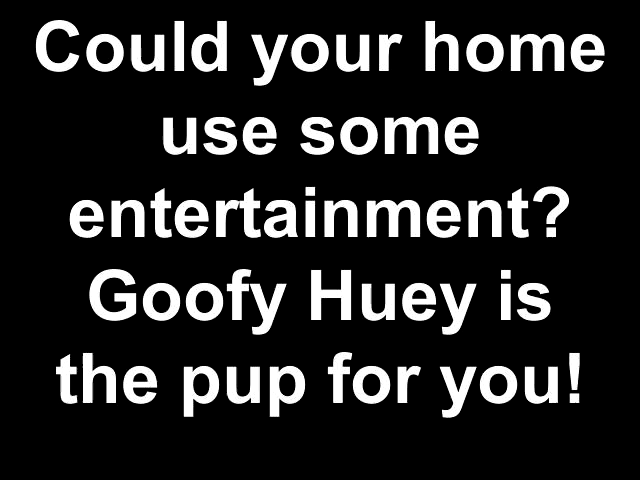 Could your home
use some
entertainment?
Goofy Huey is
the pup for you!